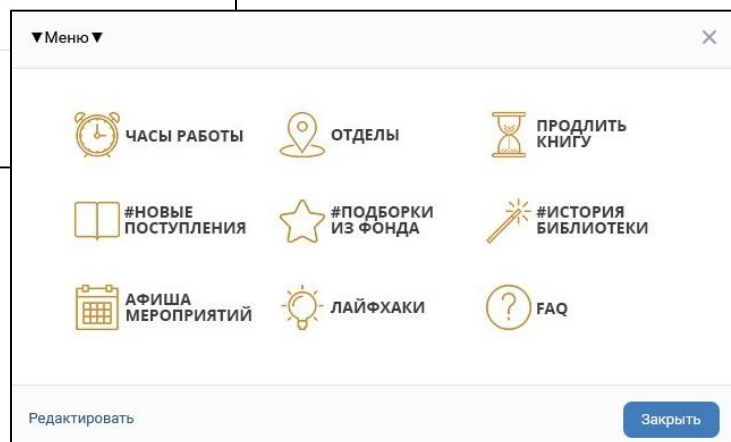 ▼Меню▼
ЧАСЫ РАБОТЫ
ОТДЕЛЫ
ПРОДЛИТЬ
КНИГУ
#НОВЫЕ
ПОСТУПЛЕНИЯ
#ПОДБОРКИ
ИЗ ФОНДА
#ИСТОРИЯ
БИБЛИОТЕКИ
АФИША
МЕРОПРИЯТИЙ
ЛАЙФХАКИ
FAQ
Редактировать
Закрыть